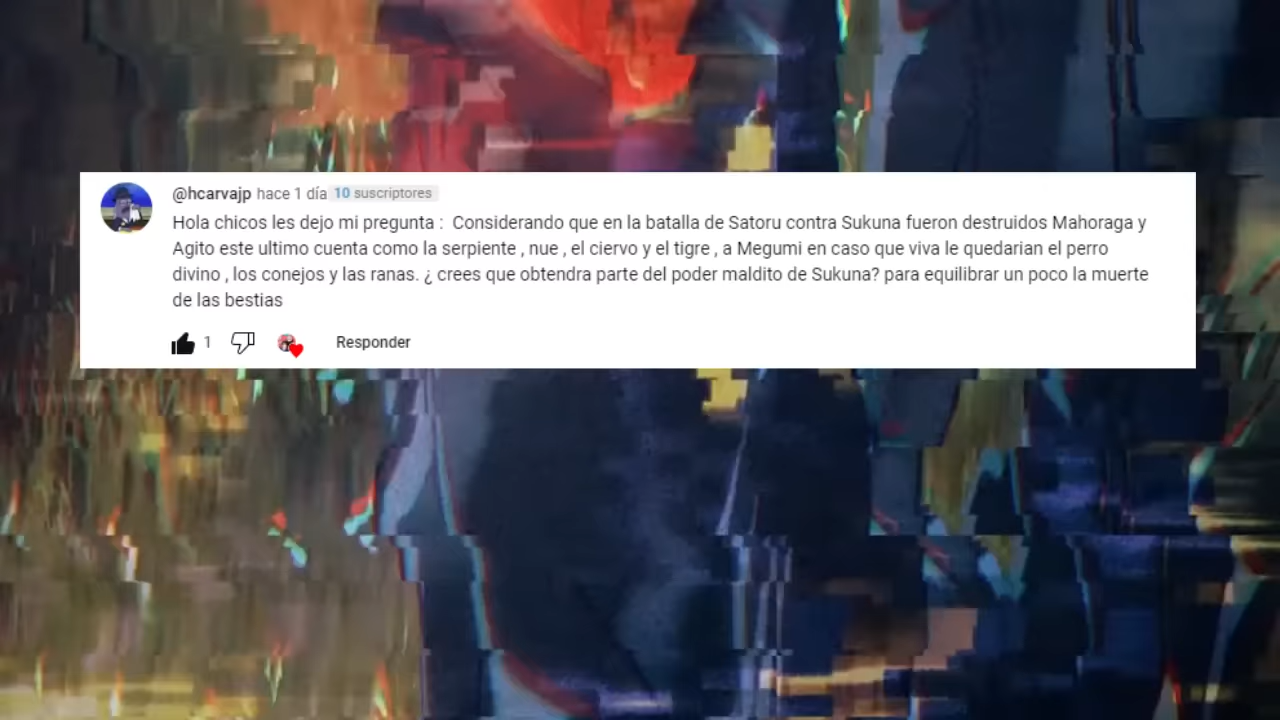 @hcarvajp hace 1 día 10 suscriptores
Hola chicos les dejo mi pregunta : Considerando que en la batalla de Satoru contra Sukuna fueron destruidos Mahoraga y
Agito este ultimo cuenta como la serpiente , nue , el ciervo y el tigre , a Megumi en caso que viva le quedarian el perro
divino , los conejos y las ranas. ¿ crees que obtendra parte del poder maldito de Sukuna? para equilibrar un poco la muerte
de las bestias
1 Responder